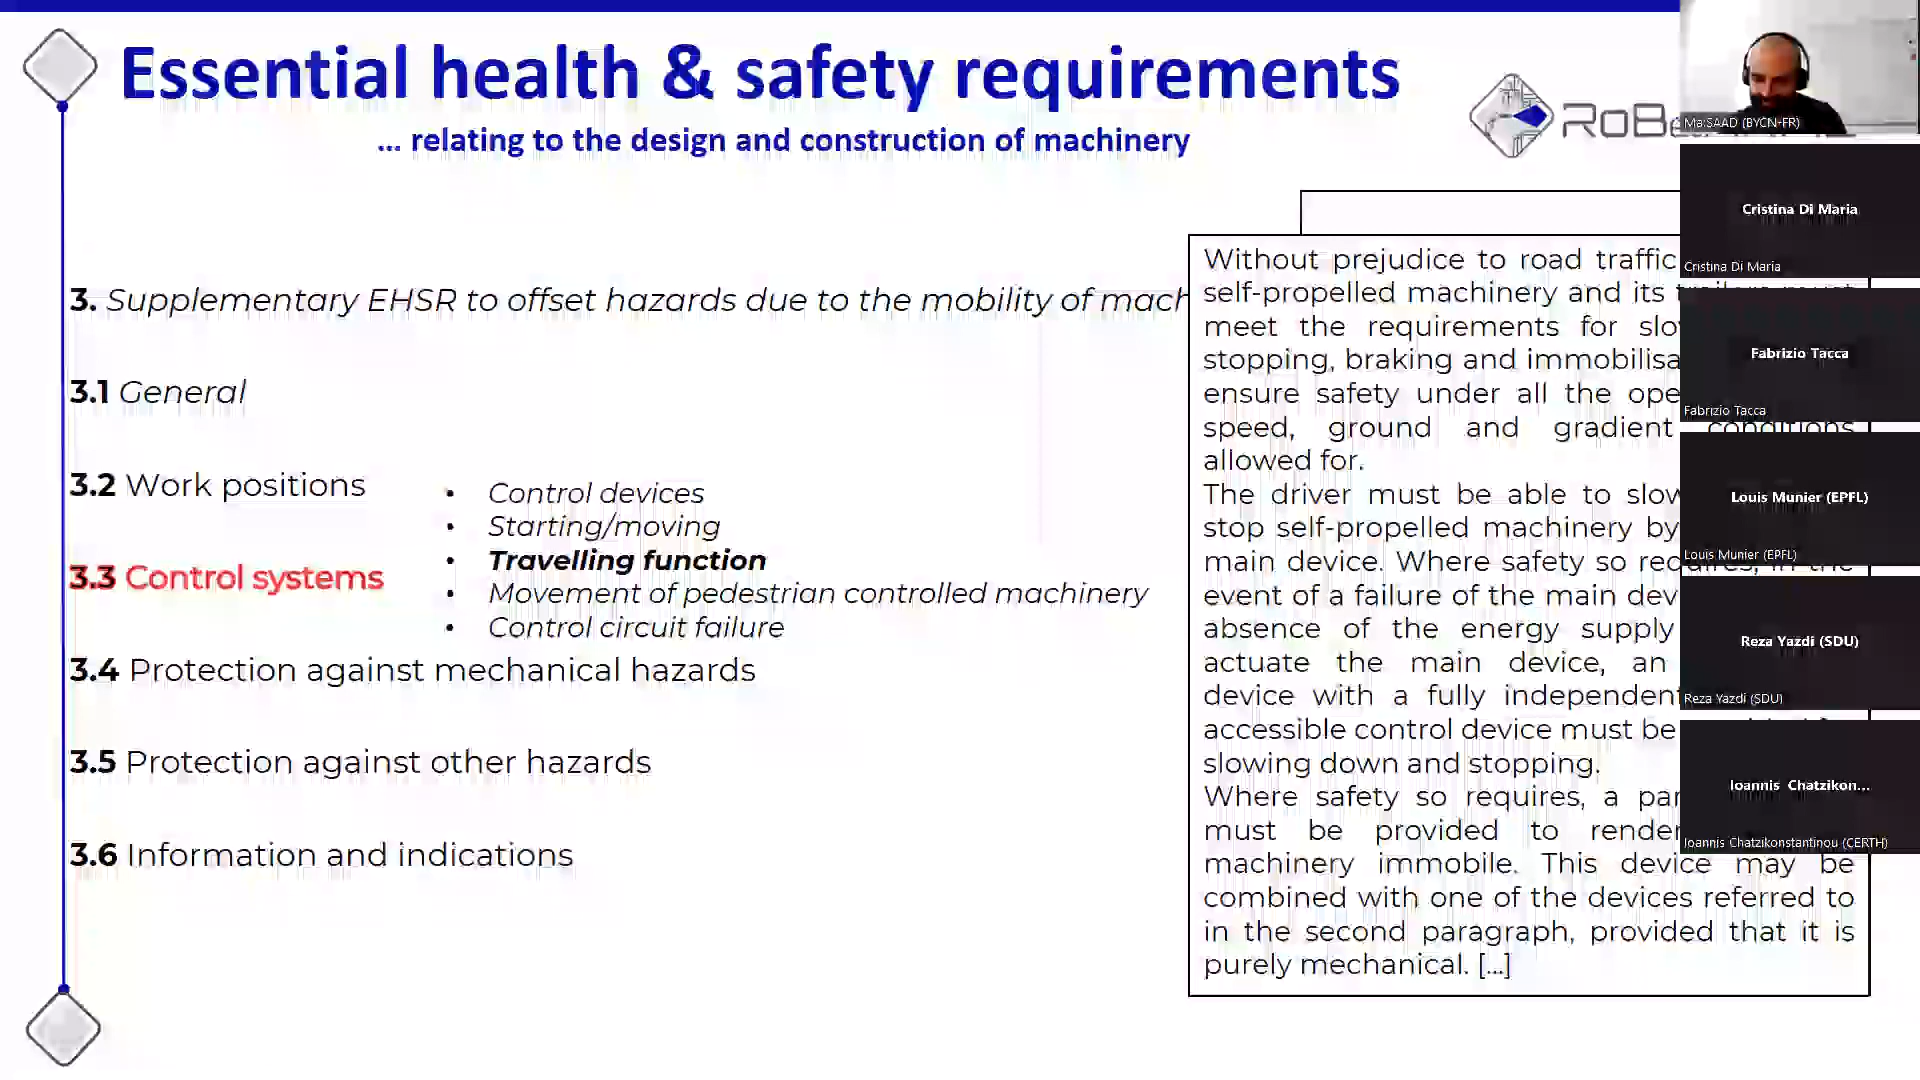 Essential health & safety requirements
... relating to the design and construction of machinery
3. Supplementary EHSR to offset hazards due to the mobility of mach
3.1 General
3.2 Work positions
3.3 Control systems
• Control devices
• Starting/moving
• Travelling function
• Movement of pedestrian controlled machinery
• Control circuit failure
3.4 Protection against mechanical hazards
3.5 Protection against other hazards
3.6 Information and indications
Without prejudice to road traffic
self-propelled machinery and its trailers must
meet the requirements for slo
stopping, braking and immobilisa
ensure safety under all the ope
speed, ground and gradient conditions
allowed for.
The driver must be able to slow
stop self-propelled machinery by
main device. Where safety so requires, in the
event of a failure of the main dev
absence of the energy supply
actuate the main device, an
device with a fully independent
accessible control device must be
slowing down and stopping.
Where safety so requires, a par
must be provided to render
machinery immobile. This device may be
combined with one of the devices referred to
in the second paragraph, provided that it is
purely mechanical. [...]
RoB
Ma.SAAD (BYCN-FR)
Cristina Di Maria
Cristina Di Maria
Fabrizio Tacca
Fabrizio Tacca
Louis Munier (EPFL)
Louis Munier (EPFL)
Reza Yazdi (SDU)
Reza Yazdi (SDU)
Ioannis Chatzikon...
Ioannis Chatzikonstantinou (CERTH)